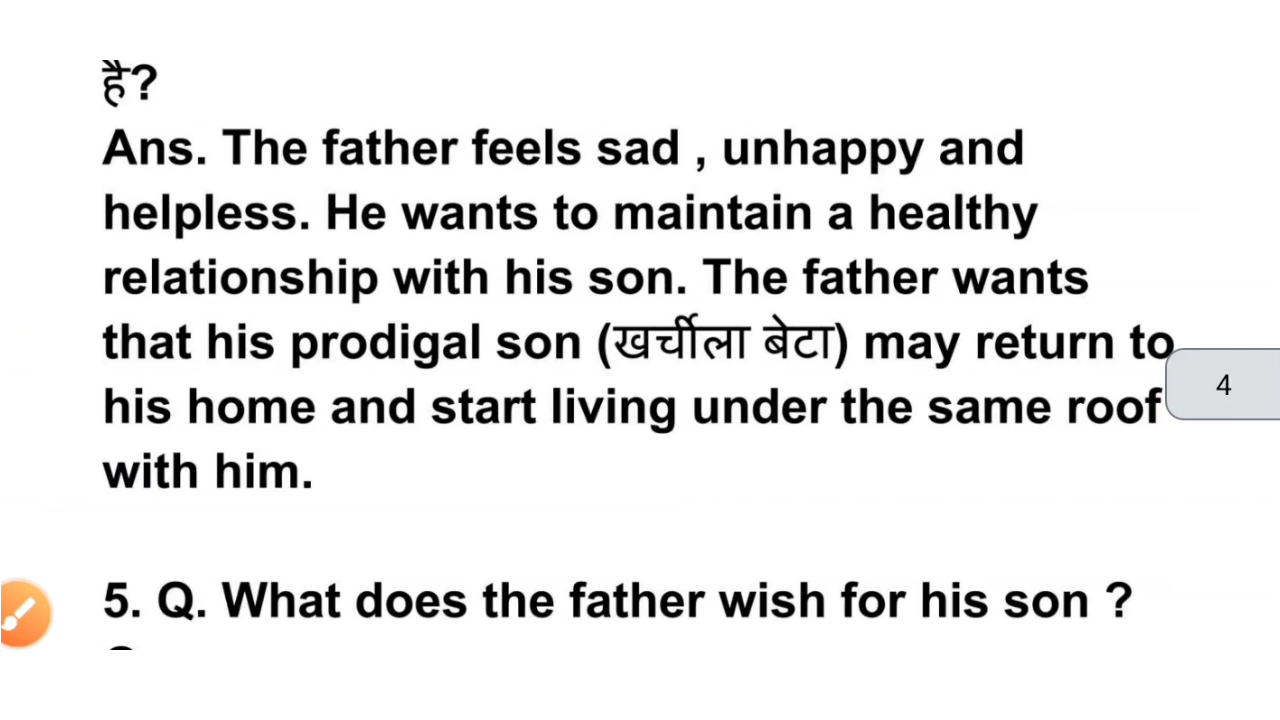 है?
Ans. The father feels sad , unhappy and
helpless. He wants to maintain a healthy
relationship with his son. The father wants
that his prodigal son (खर्चीला बेटा) may return to
his home and start living under the same roof
with him.
4
5. Q. What does the father wish for his son ?